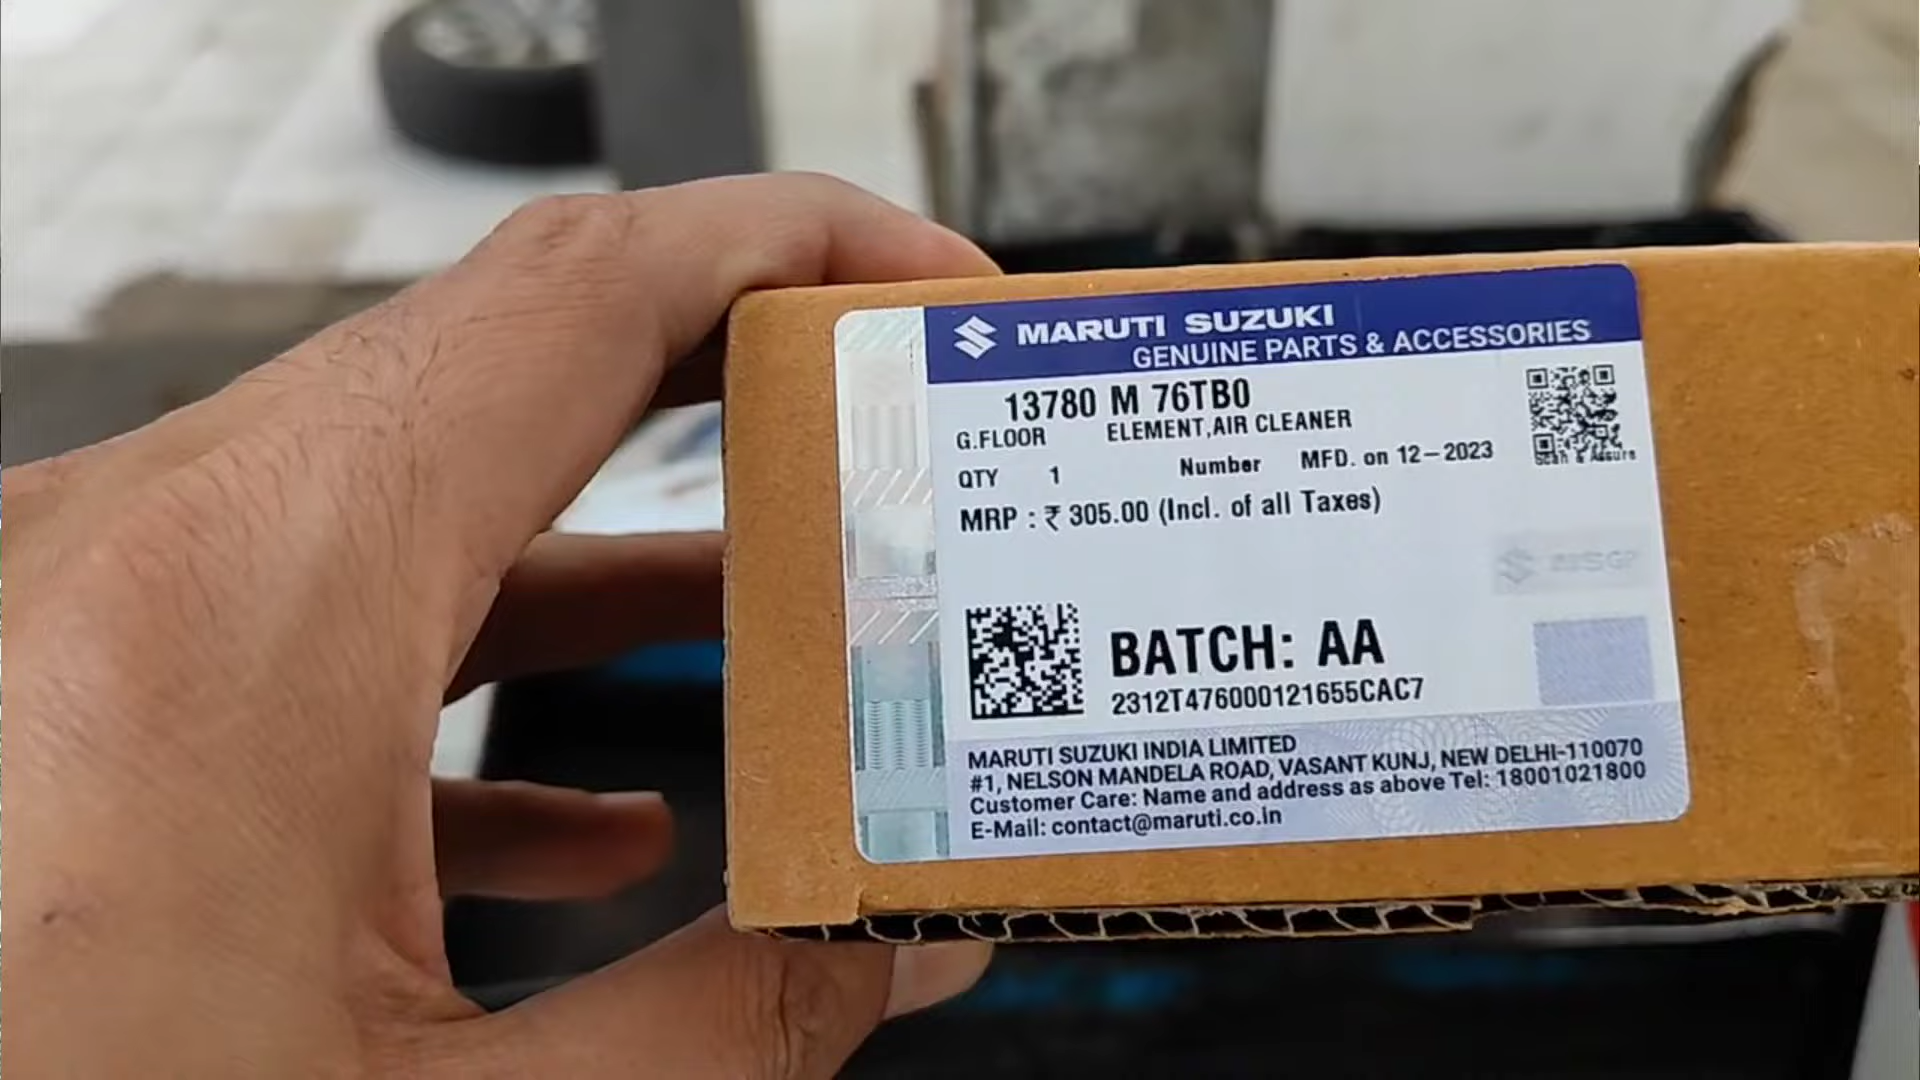 MARUTI SUZUKI
GENUINE PARTS & ACCESSORIES
13780 M 76TB0
G.FLOOR ELEMENT,AIR CLEANER
QTY 1 Number MFD. on 12-2023
Scan & Assure
MRP : ₹ 305.00 (Incl. of all Taxes)
BATCH: AA
2312T476000121655CAC7
MARUTI SUZUKI INDIA LIMITED
#1, NELSON MANDELA ROAD, VASANT KUNJ, NEW DELHI-110070
Customer Care: Name and address as above Tel: 18001021800
E-Mail: contact@maruti.co.in